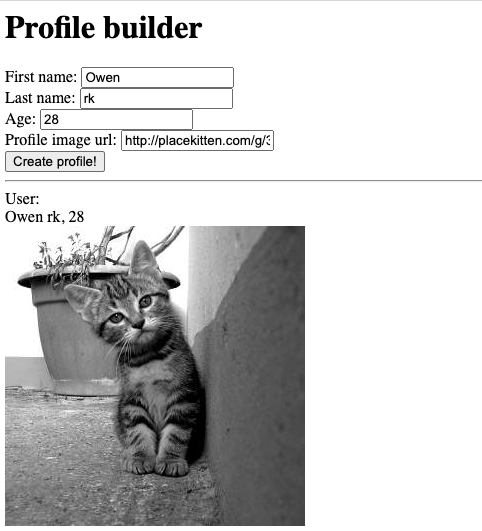 Profile builder
First name: Owen
Last name: rk
Age: 28
Profile image url: http://placekitten.com/g/3
Create profile!
User:
Owen rk, 28